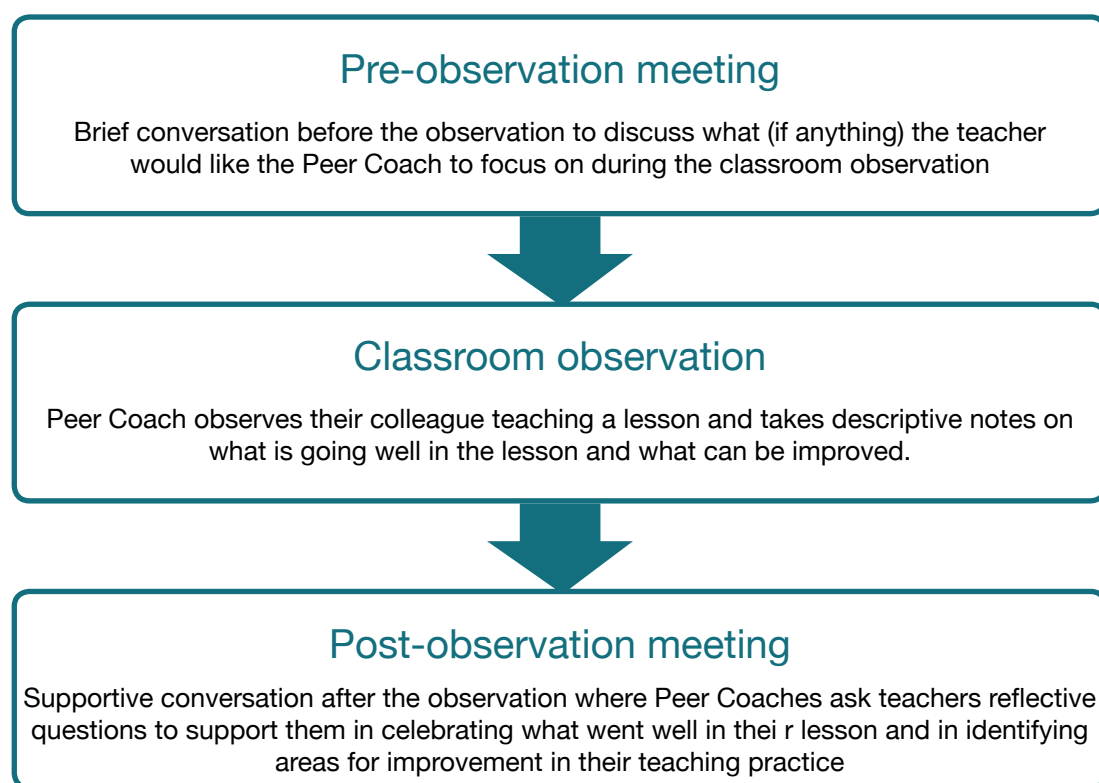 Pre-observation meeting
Brief conversation before the observation to discuss what (if anything) the teacher
would like the Peer Coach to focus on during the classroom observation
Classroom observation
Peer Coach observes their colleague teaching a lesson and takes descriptive notes on
what is going well in the lesson and what can be improved.
Post-observation meeting
Supportive conversation after the observation where Peer Coaches ask teachers reflective
questions to support them in celebrating what went well in thei r lesson and in identifying
areas for improvement in their teaching practice